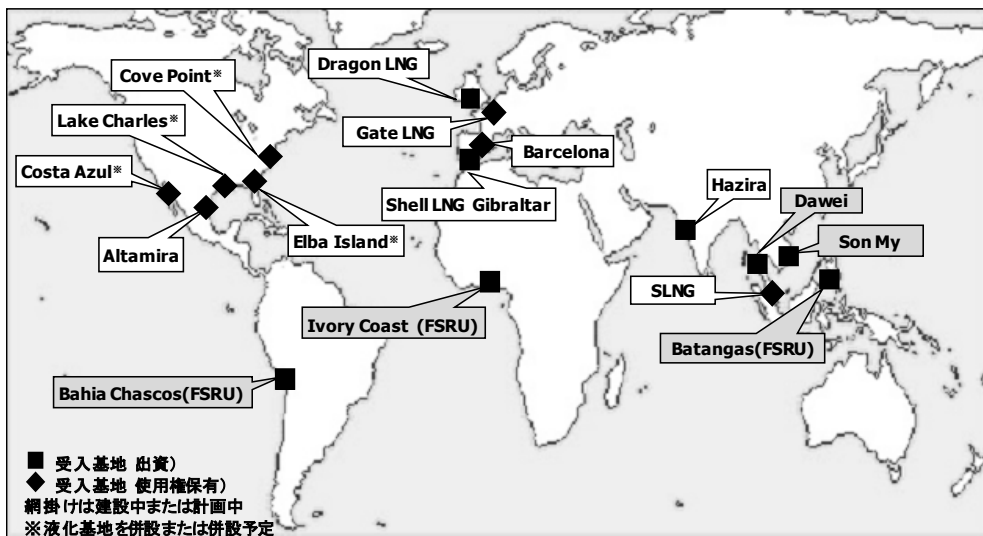 Dragon LNG
Cove Point※
Lake Charles※
Gate LNG
Barcelona
Costa Azul※
Hazira
Shell LNG Gibraltar
Dawei
Altamira
Elba Island※
Son My
SLNG
Ivory Coast (FSRU)
Batangas(FSRU)
Bahia Chascos(FSRU)
■ 受入基地 出資)
◆ 受入基地 使用権保有)
網掛けは建設中または計画中
※液化基地を併設または併設予定